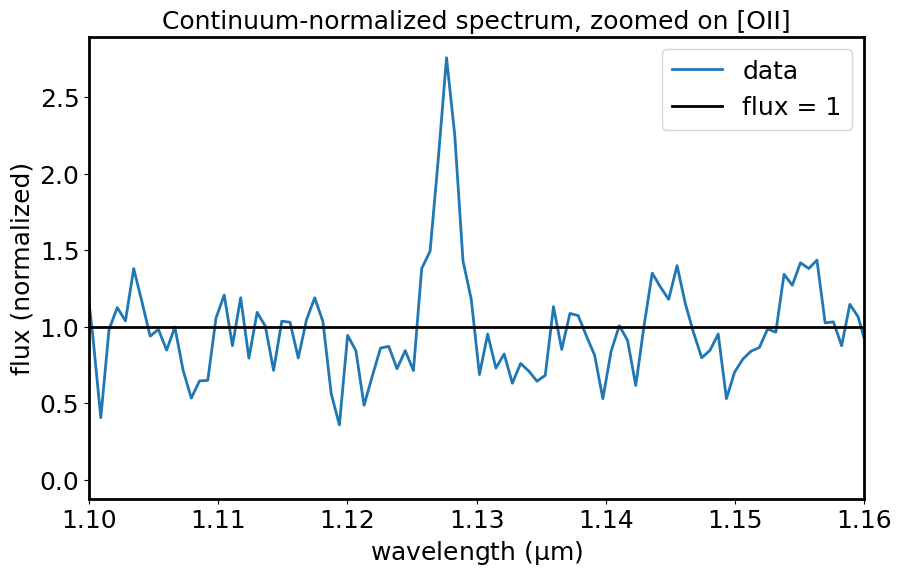 Continuum-normalized spectrum, zoomed on [OII]
data
flux = 1
flux (normalized)
2.5
2.0
1.5
1.0
0.5
0.0
1.10 1.11 1.12 1.13 1.14 1.15 1.16
wavelength (μm)